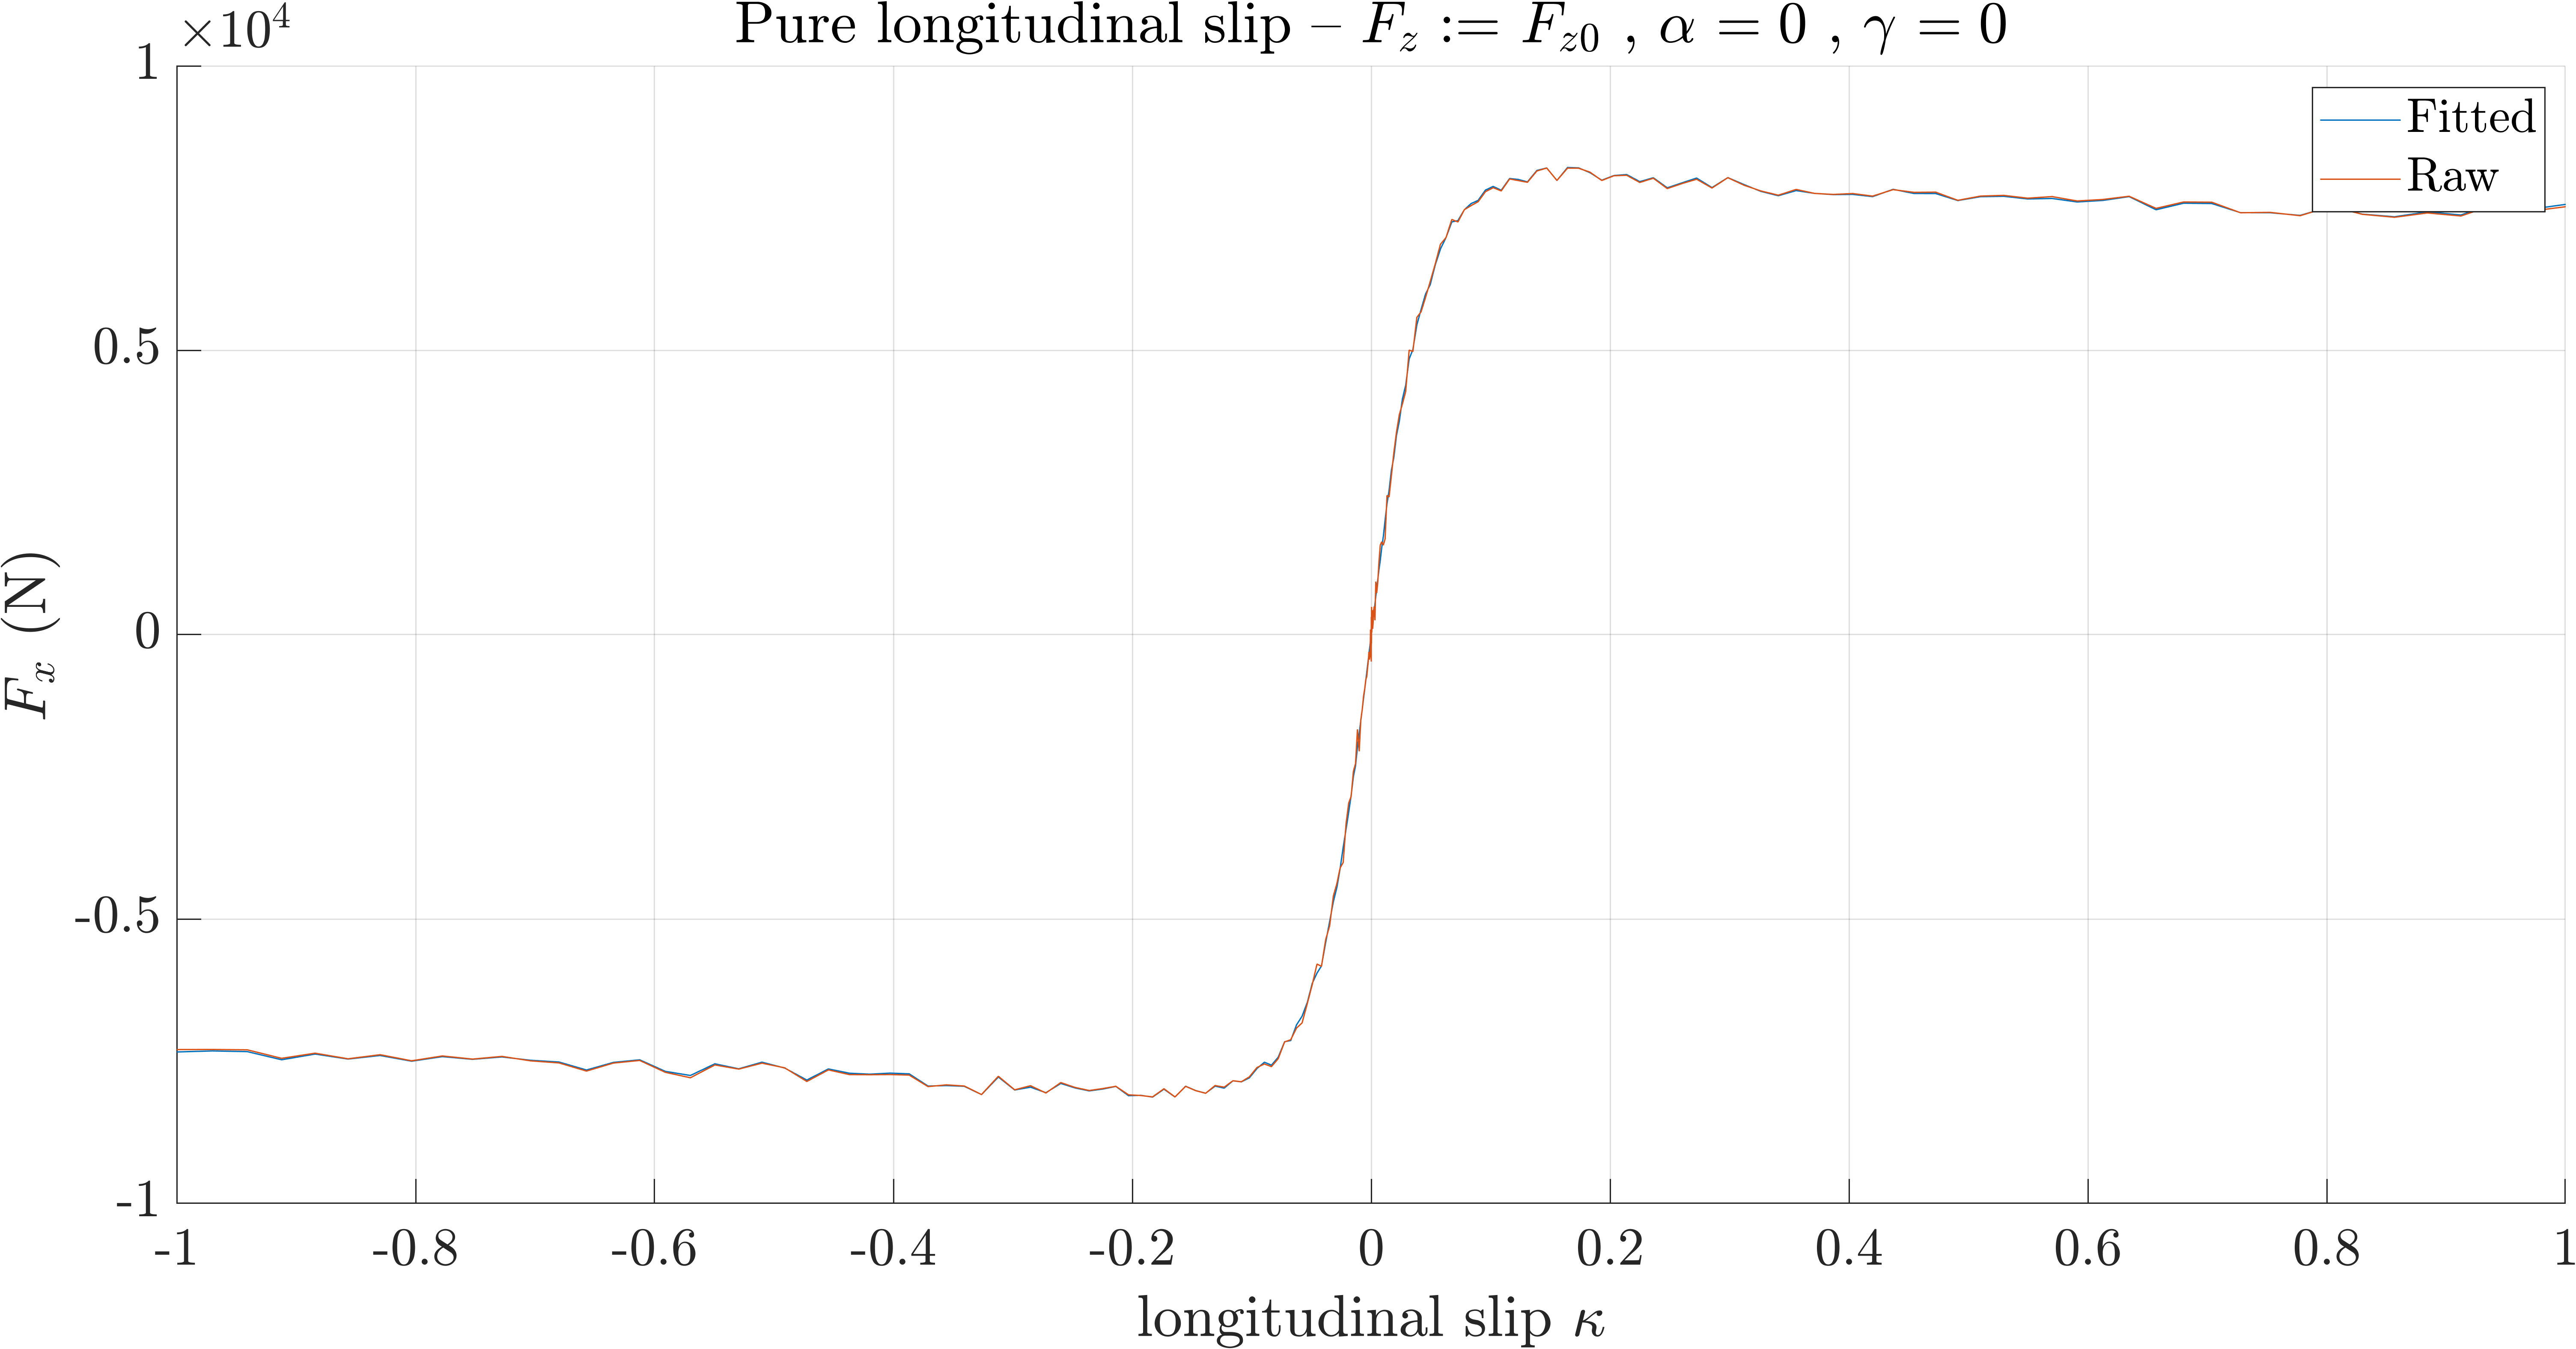 Pure longitudinal slip – F_z := F_{z0} , α = 0 , γ = 0
×10^4
1
0.5
0
-0.5
-1
F_x (N)
Fitted
Raw
-1 -0.8 -0.6 -0.4 -0.2 0 0.2 0.4 0.6 0.8 1
longitudinal slip κ